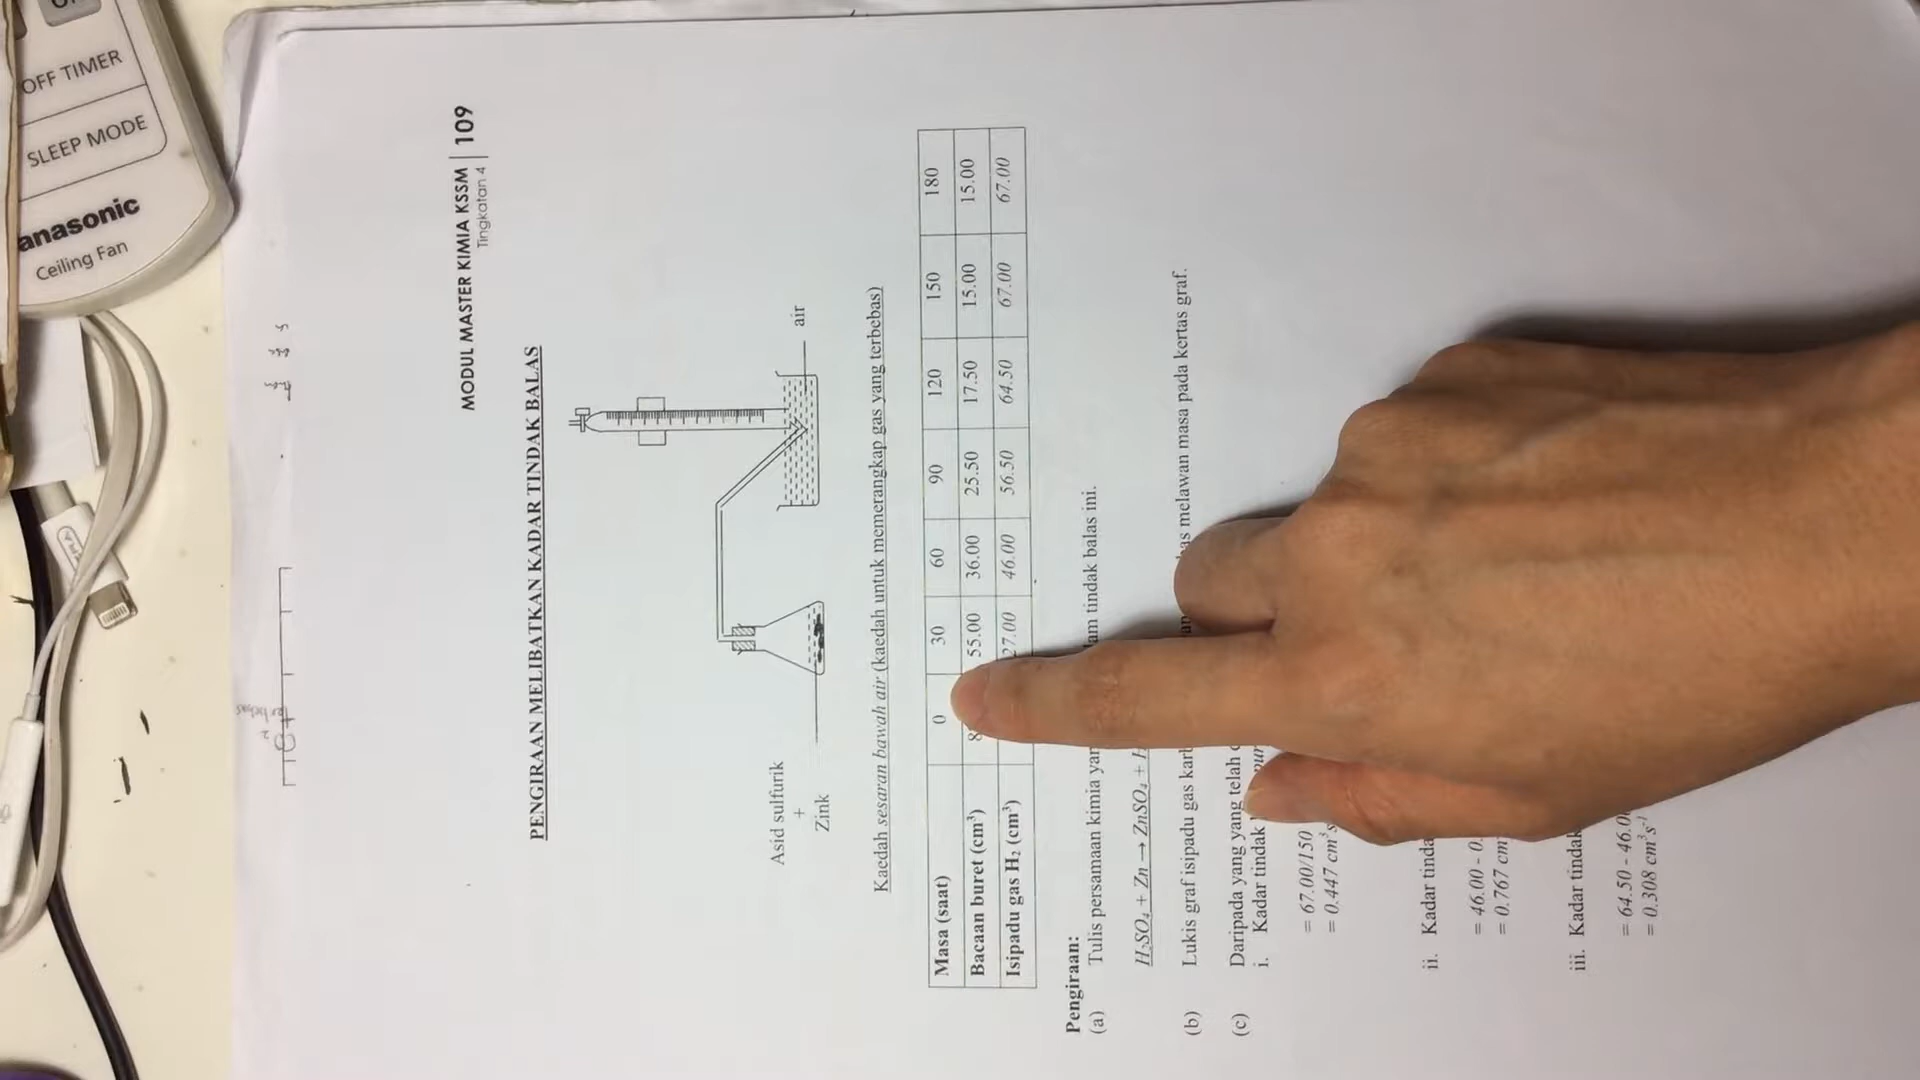 OFF TIMER
SLEEP MODE
anasonic
Ceiling Fan
MODUL MASTER KIMIA KSSM | 109
Tingkatan 4
PENGIRAAN MELIBATKAN KADAR TINDAK BALAS
Asid sulfurik
+
Zink
air
Kaedah sesaran bawah air (kaedah untuk memerangkap gas yang terbebas)
Masa (saat) 0 30 60 90 120 150 180
Bacaan buret (cm³) 8 55.00 36.00 25.50 17.50 15.00 15.00
Isipadu gas H₂ (cm³) 27.00 46.00 56.50 64.50 67.00 67.00
Pengiraan:
(a) Tulis persamaan kimia yan am tindak balas ini.
H₂SO₄ + Zn → ZnSO₄ + H
(b) Lukis graf isipadu gas kar as melawan masa pada kertas graf.
(c) Daripada yang telah
i. Kadar tindak
= 67.00/150
= 0.447 cm³s
ii. Kadar tinda
= 46.00 - 0.
= 0.767 cm
iii. Kadar tindak
= 64.50 - 46.0
= 0.308 cm³s⁻¹